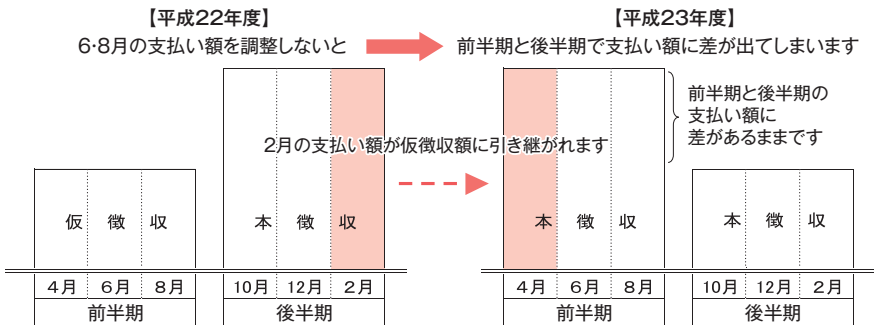 【平成22年度】
6・8月の支払い額を調整しないと
【平成23年度】
前半期と後半期で支払い額に差が出てしまいます
前半期と後半期の
支払い額に
差があるままです
2月の支払い額が仮徴収額に引き継がれます
仮徴収
本徴収
本徴収
本徴収
4月 6月 8月
前半期
10月 12月 2月
後半期
4月 6月 8月
前半期
10月 12月 2月
後半期